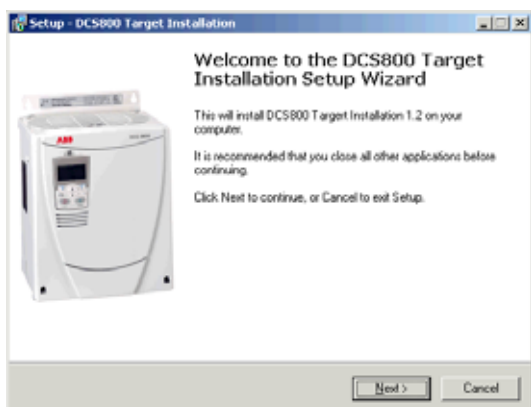 Setup - DCS800 Target Installation
Welcome to the DCS800 Target
Installation Setup Wizard
This will install DCS800 Targert Installation 1.2 on your
computer.
It is recommended that you close all other applications before
continuing.
Click Next to continue, or Cancel to exit Setup.
ABB
Next >
Cancel